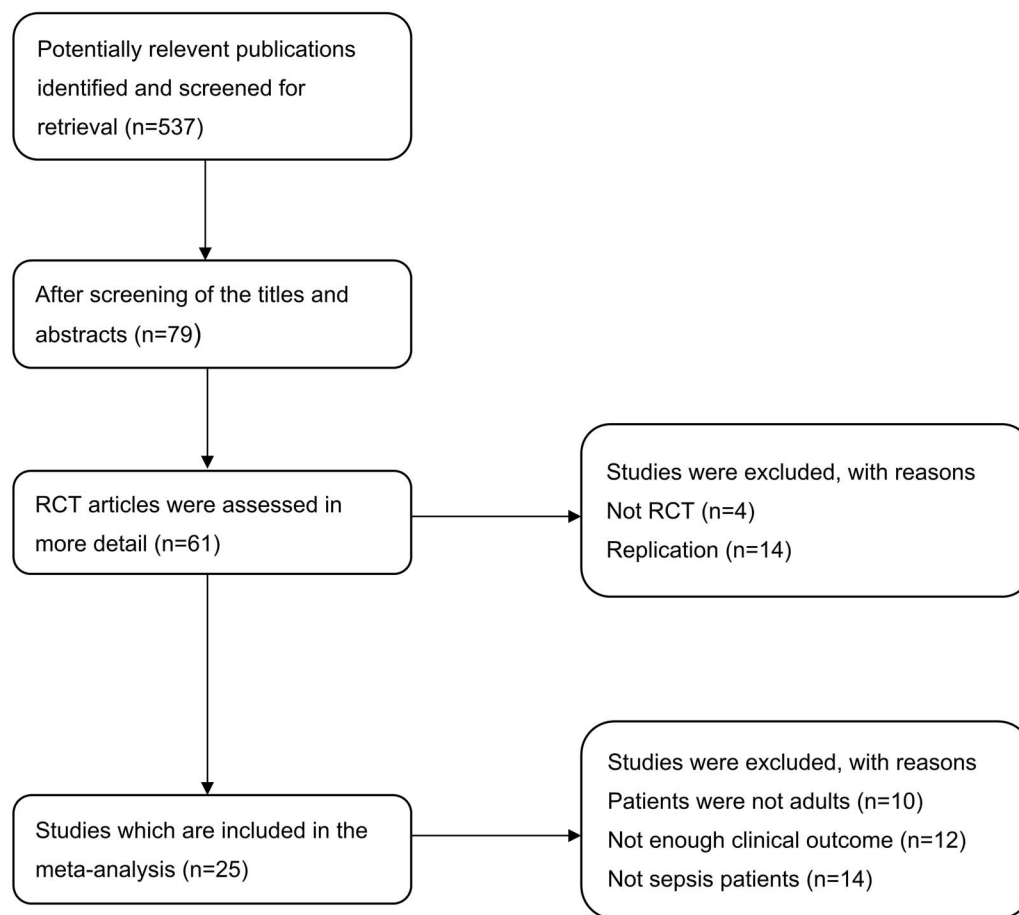 Potentially relevent publications
identified and screened for
retrieval (n=537)
After screening of the titles and
abstracts (n=79)
RCT articles were assessed in
more detail (n=61)
Studies were excluded, with reasons
Not RCT (n=4)
Replication (n=14)
Studies which are included in the
meta-analysis (n=25)
Studies were excluded, with reasons
Patients were not adults (n=10)
Not enough clinical outcome (n=12)
Not sepsis patients (n=14)